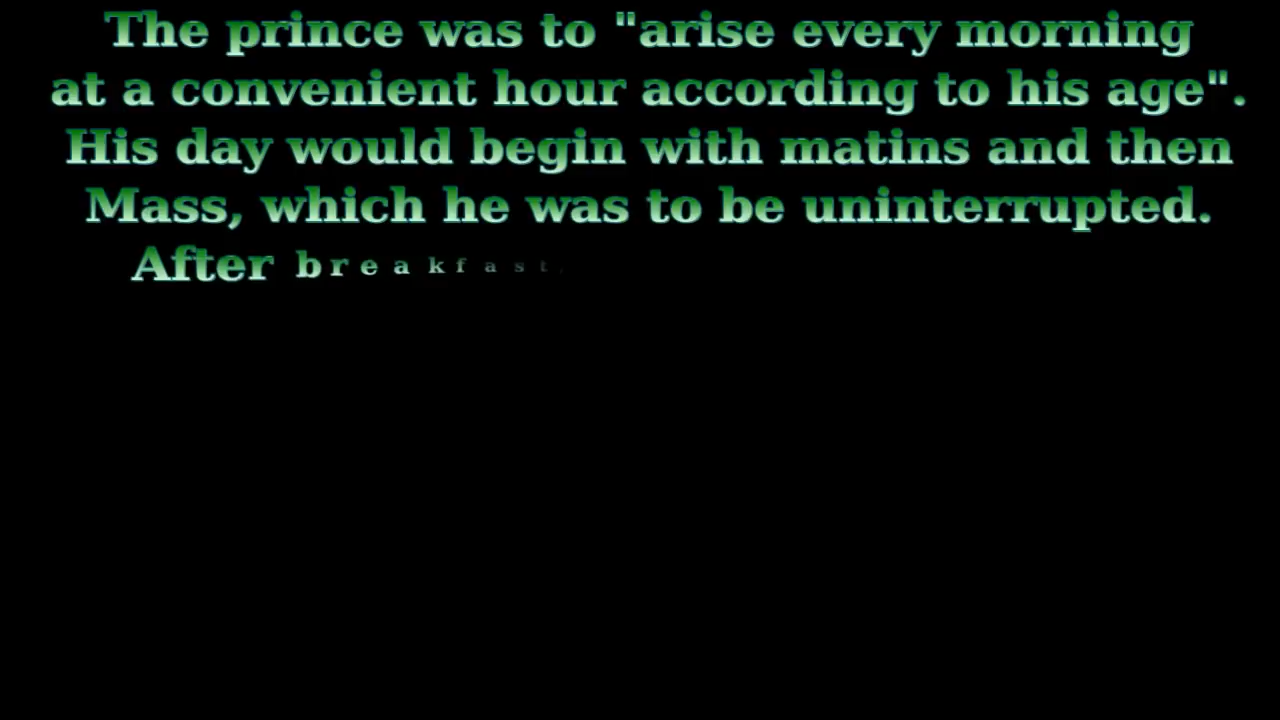 The prince was to "arise every morning
at a convenient hour according to his age".
His day would begin with matins and then
Mass, which he was to be uninterrupted.
After breakfast,